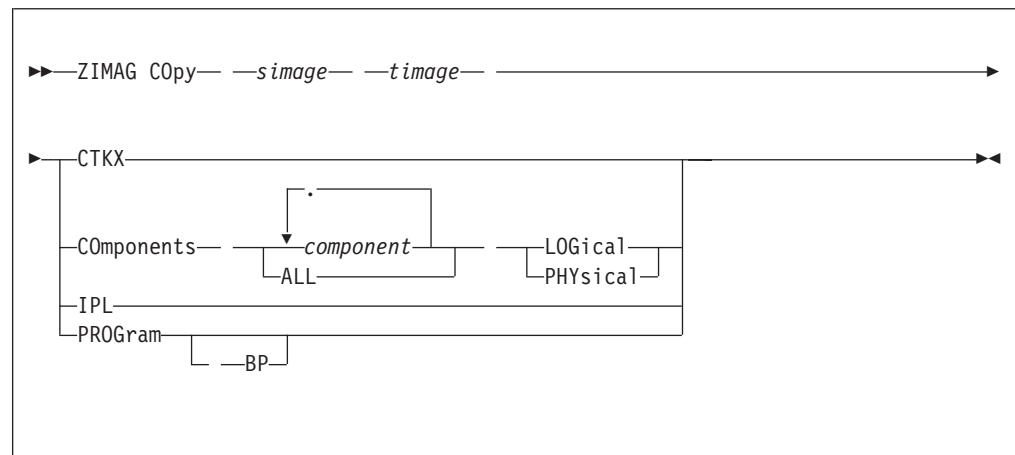 ZIMAG COpy simage timage
CTKX
.
COmponents component LOGical
ALL PHYsical
IPL
PROGram
BP